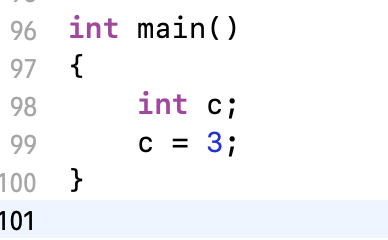 96 int main()
97 {
98     int c;
99     c = 3;
100 }
101